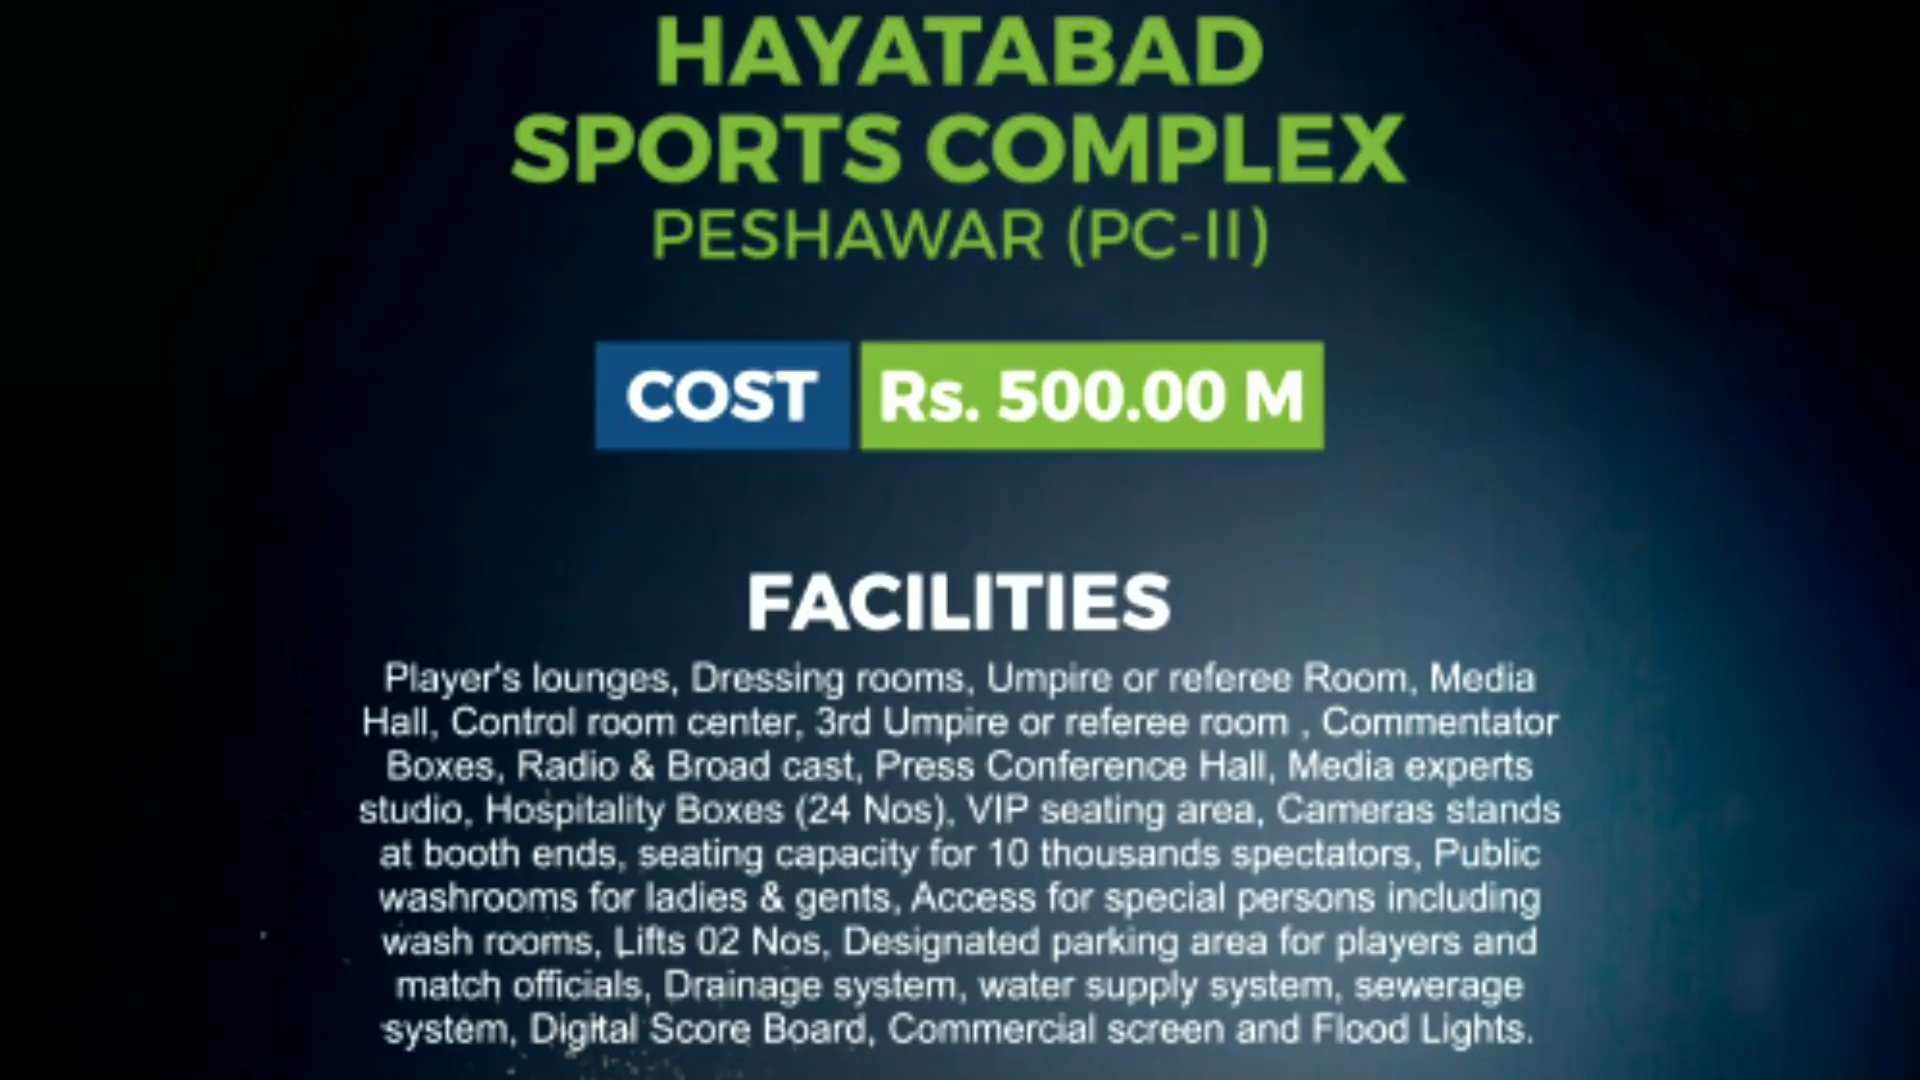 HAYATABAD
SPORTS COMPLEX
PESHAWAR (PC-II)
COST Rs. 500.00 M
FACILITIES
Player's lounges, Dressing rooms, Umpire or referee Room, Media
Hall, Control room center, 3rd Umpire or referee room , Commentator
Boxes, Radio & Broad cast, Press Conference Hall, Media experts
studio, Hospitality Boxes (24 Nos), VIP seating area, Cameras stands
at booth ends, seating capacity for 10 thousands spectators, Public
washrooms for ladies & gents, Access for special persons including
wash rooms, Lifts 02 Nos, Designated parking area for players and
match officials, Drainage system, water supply system, sewerage
system, Digital Score Board, Commercial screen and Flood Lights.